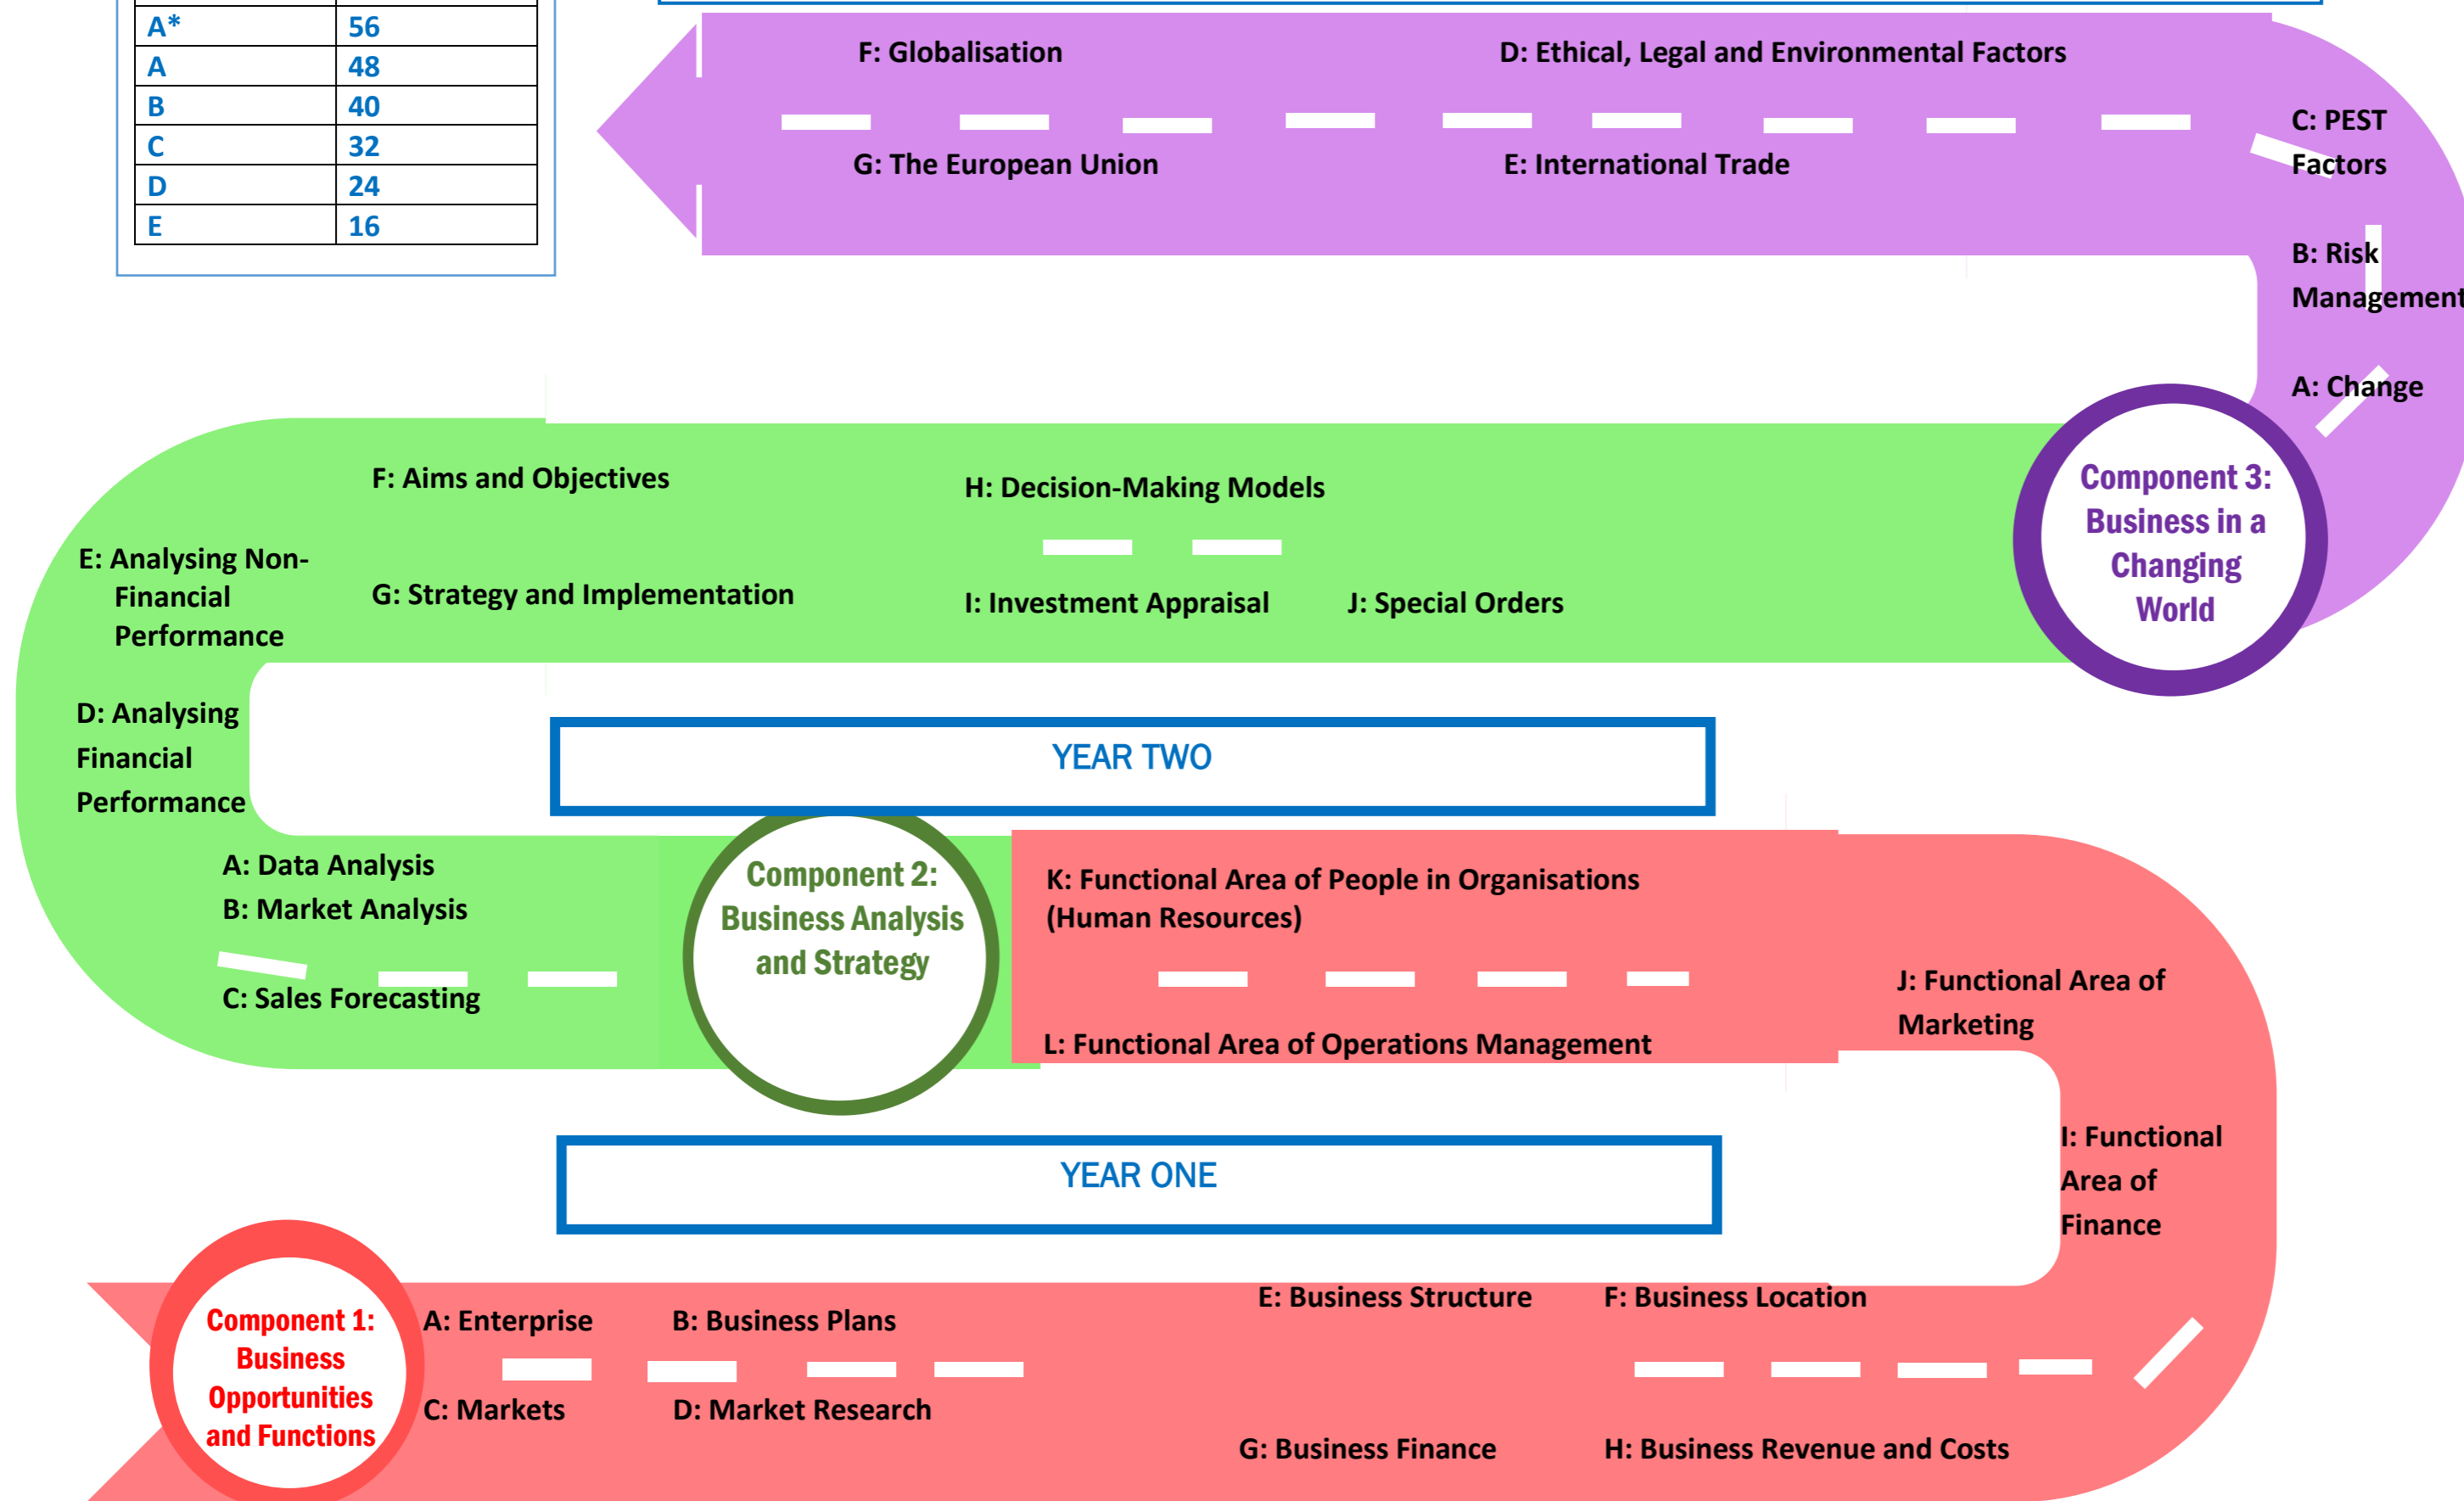 A* 56
A 48
B 40
C 32
D 24
E 16
F: Globalisation
D: Ethical, Legal and Environmental Factors
G: The European Union
E: International Trade
C: PEST
Factors
B: Risk
Management
A: Change
Component 3:
Business in a
Changing
World
F: Aims and Objectives
H: Decision-Making Models
E: Analysing Non-
Financial
Performance
G: Strategy and Implementation
I: Investment Appraisal
J: Special Orders
D: Analysing
Financial
Performance
YEAR TWO
A: Data Analysis
B: Market Analysis
C: Sales Forecasting
Component 2:
Business Analysis
and Strategy
K: Functional Area of People in Organisations
(Human Resources)
L: Functional Area of Operations Management
J: Functional Area of
Marketing
I: Functional
Area of
Finance
YEAR ONE
Component 1:
Business
Opportunities
and Functions
A: Enterprise
B: Business Plans
C: Markets
D: Market Research
E: Business Structure
F: Business Location
G: Business Finance
H: Business Revenue and Costs